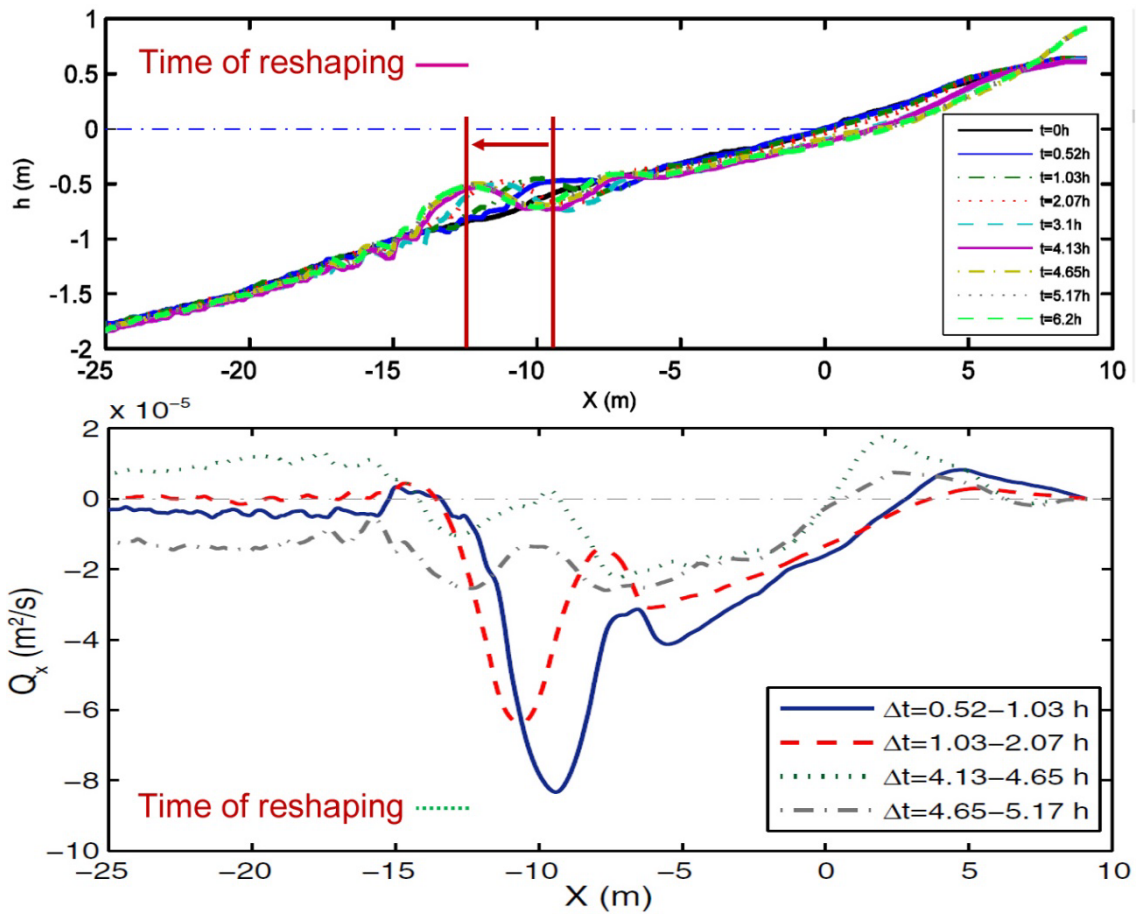 1
Time of reshaping
0.5
0
h (m)
-0.5
-1
-1.5
-2
t=0h
t=0.52h
t=1.03h
t=2.07h
t=3.1h
t=4.13h
t=4.65h
t=5.17h
t=6.2h
-25
-20
-15
-10
-5
0
5
10
X (m)
x 10⁻⁵
2
0
−2
−4
−6
−8
−10
Qₓ (m²/s)
Δt=0.52−1.03 h
Δt=1.03−2.07 h
Δt=4.13−4.65 h
Δt=4.65−5.17 h
Time of reshaping
−25
−20
−15
−10
−5
0
5
10
X (m)